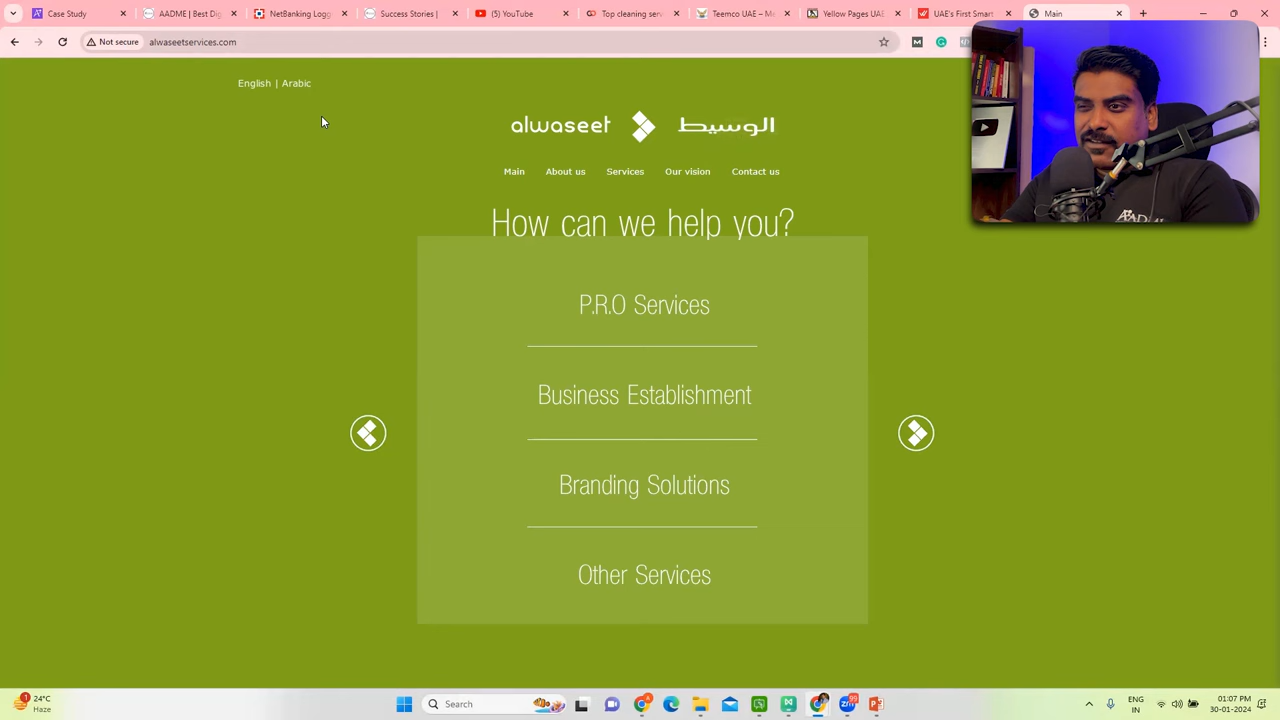 Case Study
AADME | Best Digi
NetBanking Logg
Success Stories |
(5) YouTube
Top cleaning serv
Teemco UAE –
Yellow Pages UAE
UAE's First Smart
Main
Not secure
alwaseetservices.com
English | Arabic
alwaseet
الوسيط
Main
About us
Services
Our vision
Contact us
How can we help you?
P.R.O Services
Business Establishment
Branding Solutions
Other Services
24°C
Haze
Search
99
ENG
IN
01:07 PM
30-01-2024